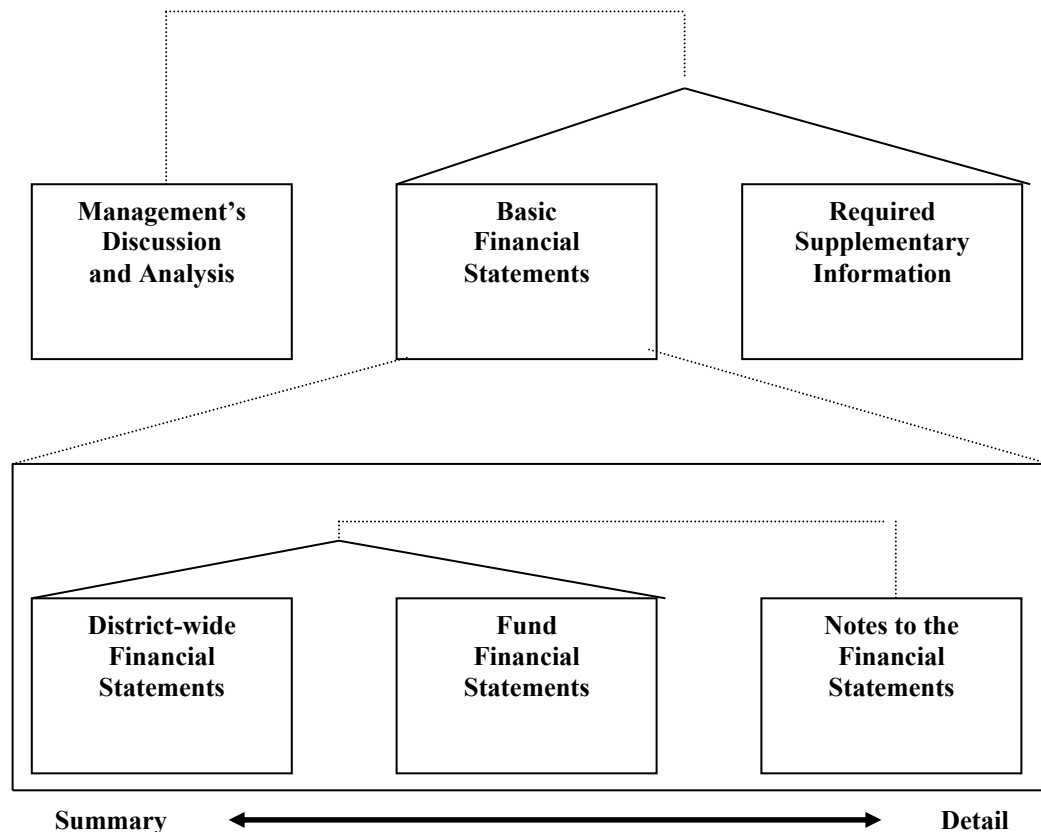 Management’s
Discussion
and Analysis
Basic
Financial
Statements
Required
Supplementary
Information
District-wide
Financial
Statements
Fund
Financial
Statements
Notes to the
Financial
Statements
Summary
Detail